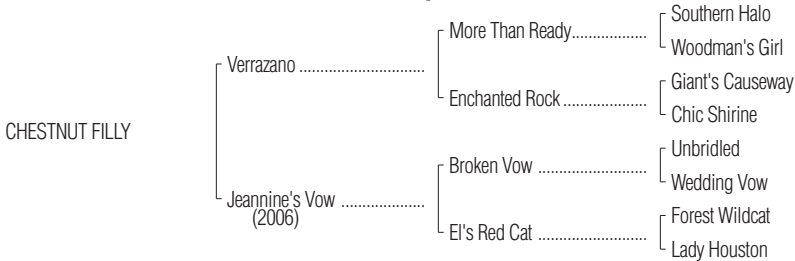 Southern Halo
More Than Ready..................
Woodman's Girl
Verrazano ..............................
Giant's Causeway
Enchanted Rock....................
Chic Shirine
CHESTNUT FILLY
Unbridled
Broken Vow ..........................
Wedding Vow
Jeannine's Vow ....................
(2006)
Forest Wildcat
El's Red Cat ..........................
Lady Houston